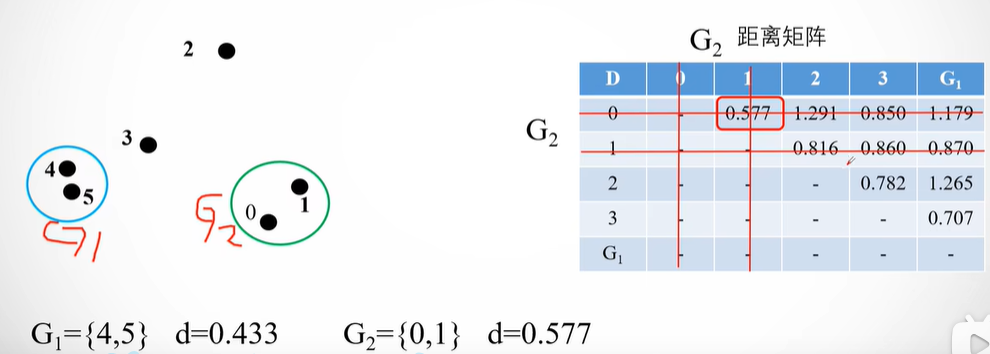 2
3
4
5
0
1
G1
G2
G₂ 距离矩阵
G₂
D 0 1 2 3 G₁
0 - 0.577 1.291 0.850 1.179
1 - - 0.816 0.860 0.870
2 - - - 0.782 1.265
3 - - - - 0.707
G₁ - - - - -
G₁={4,5} d=0.433 G₂={0,1} d=0.577